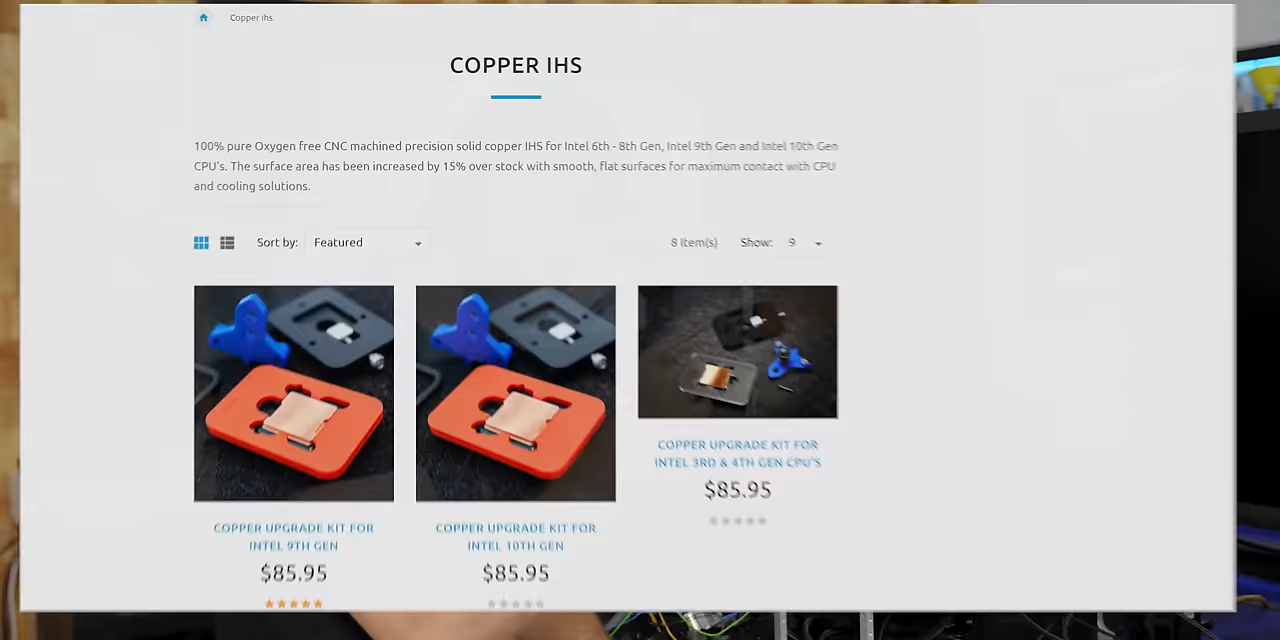 Copper ihs
COPPER IHS
100% pure Oxygen free CNC machined precision solid copper IHS for Intel 6th - 8th Gen, Intel 9th Gen and Intel 10th Gen
CPU's. The surface area has been increased by 15% over stock with smooth, flat surfaces for maximum contact with CPU
and cooling solutions.
Sort by: Featured 8 Item(s) Show: 9
COPPER UPGRADE KIT FOR
INTEL 9TH GEN
$85.95
COPPER UPGRADE KIT FOR
INTEL 10TH GEN
$85.95
COPPER UPGRADE KIT FOR
INTEL 3RD & 4TH GEN CPU'S
$85.95